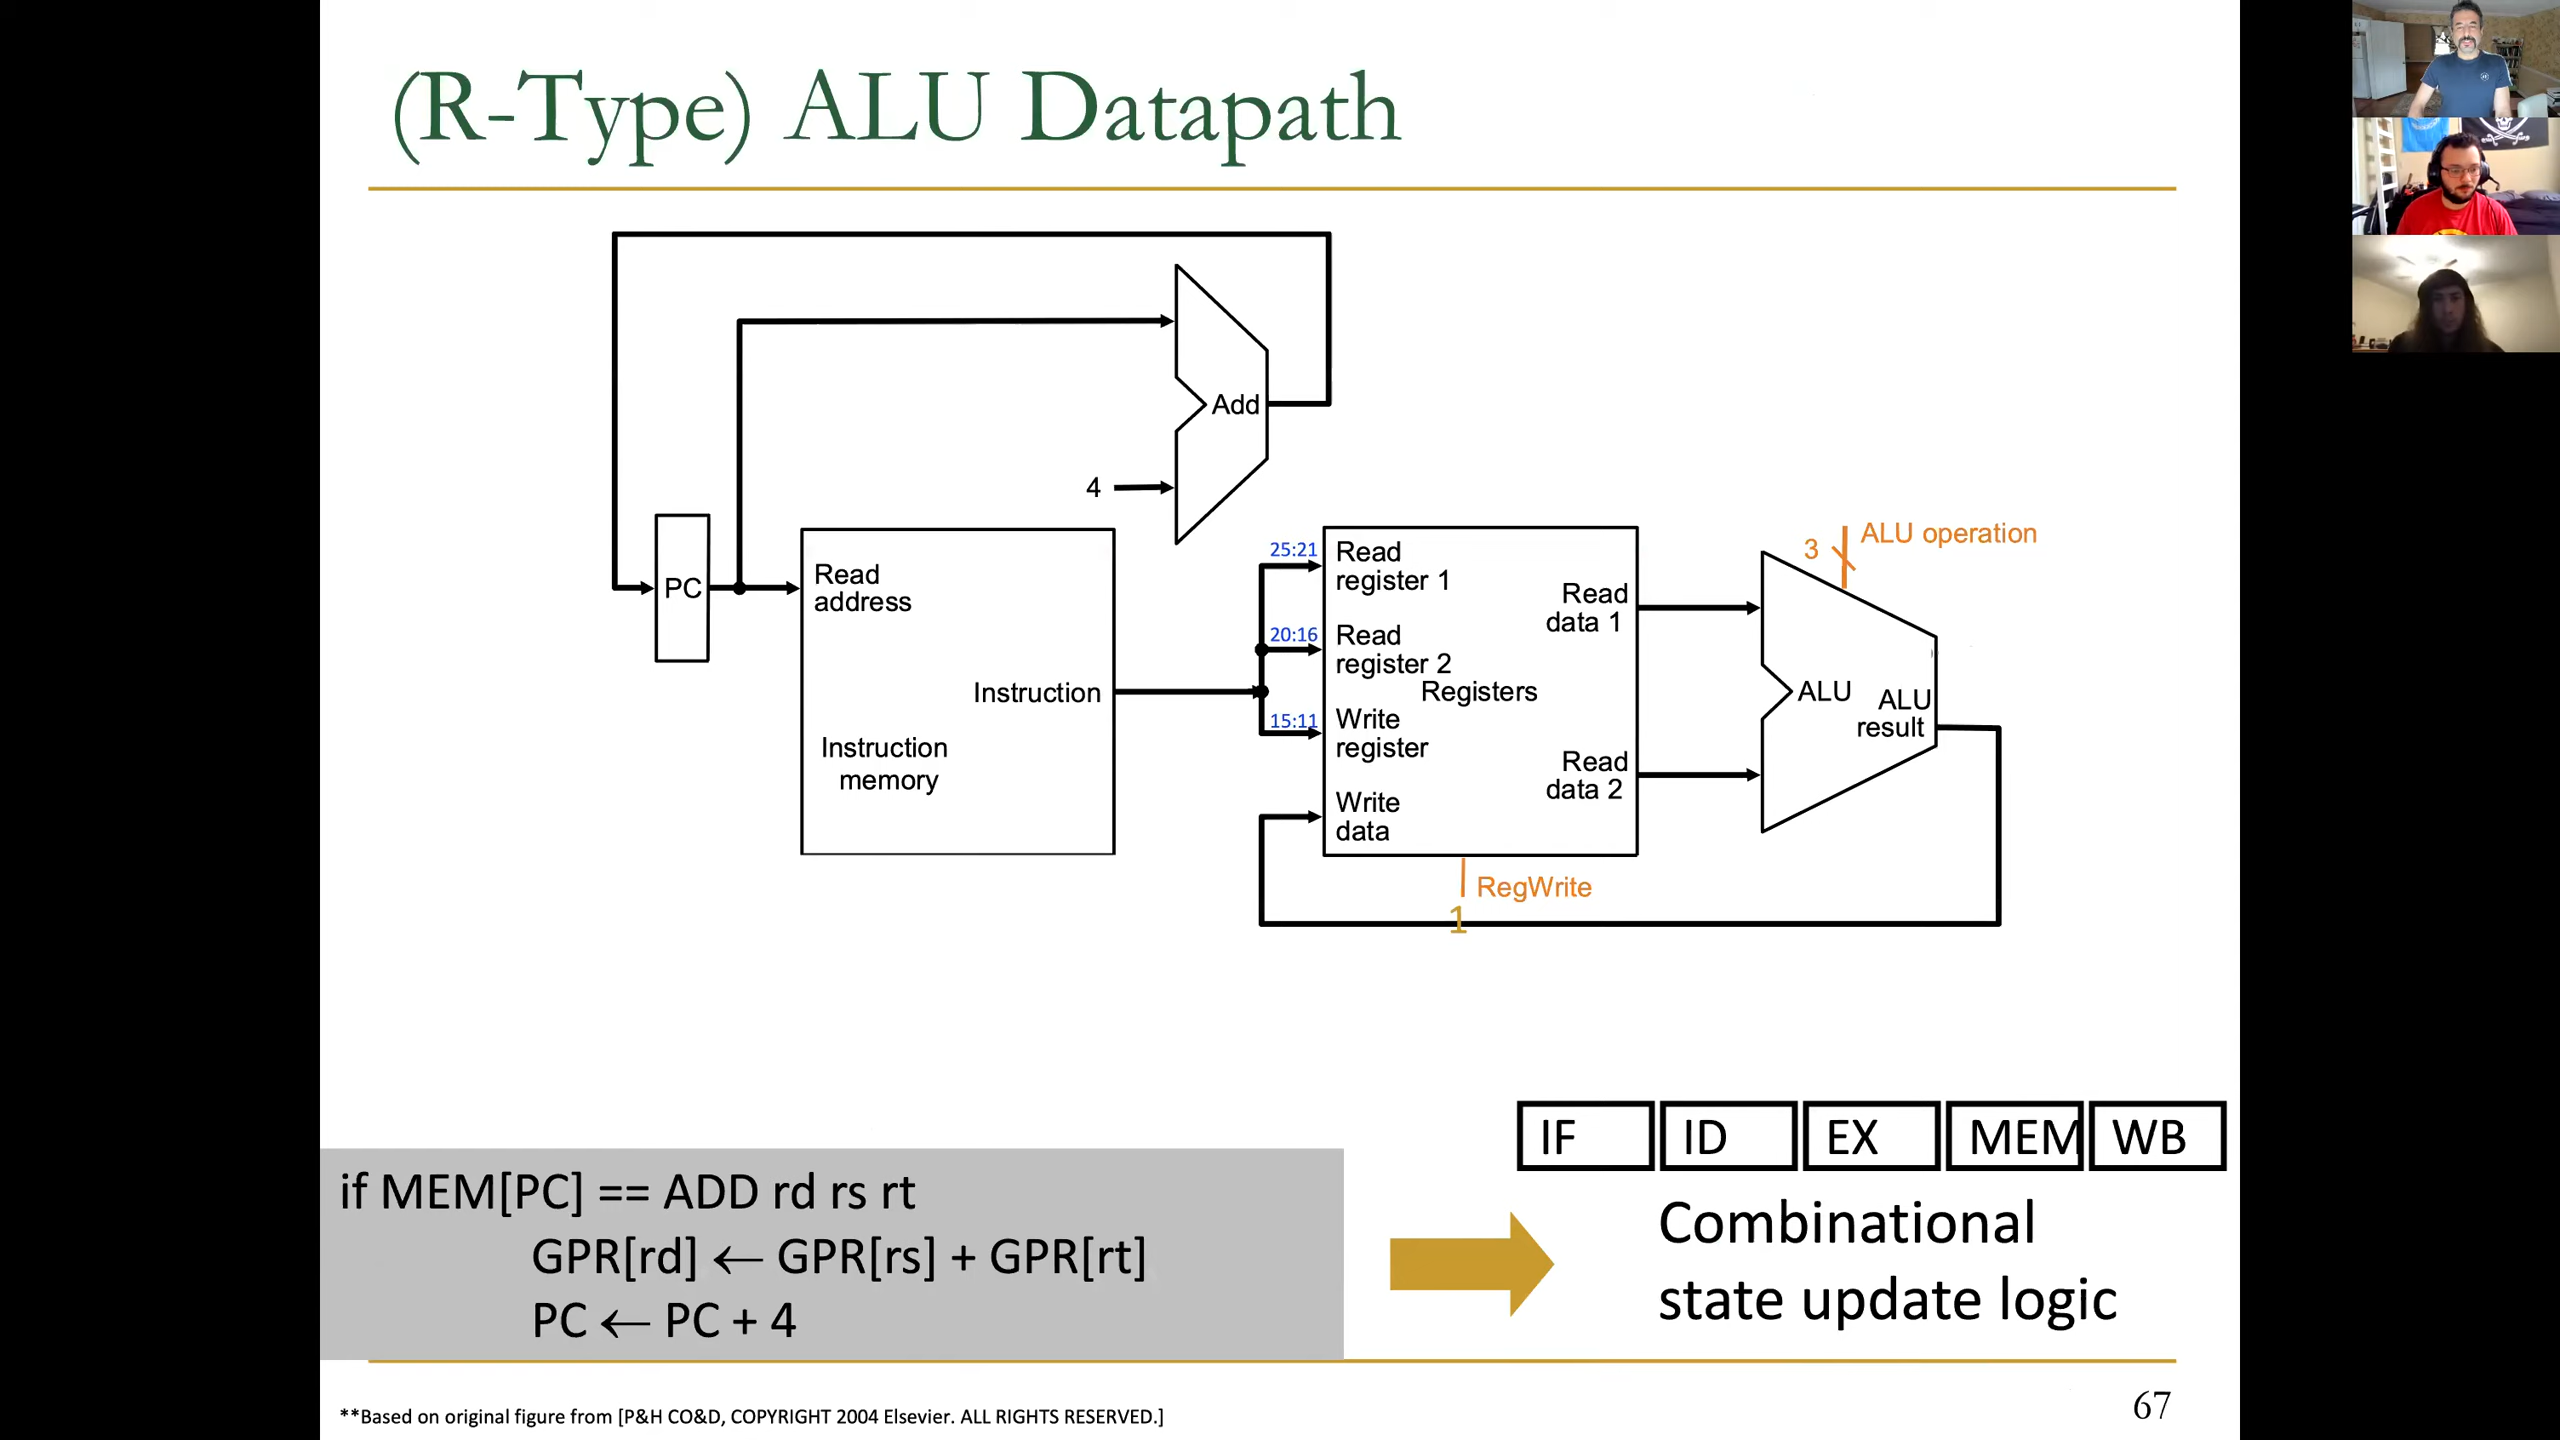 (R-Type) ALU Datapath
Add
4
PC
Read
address
Instruction
Instruction
memory
25:21
Read
register 1
20:16
Read
register 2
Registers
15:11
Write
register
Write
data
Read
data 1
Read
data 2
RegWrite
1
3
ALU operation
ALU
ALU
result
IF
ID
EX
MEM
WB
if MEM[PC] == ADD rd rs rt
GPR[rd] ← GPR[rs] + GPR[rt]
PC ← PC + 4
Combinational
state update logic
**Based on original figure from [P&H CO&D, COPYRIGHT 2004 Elsevier. ALL RIGHTS RESERVED.]
67